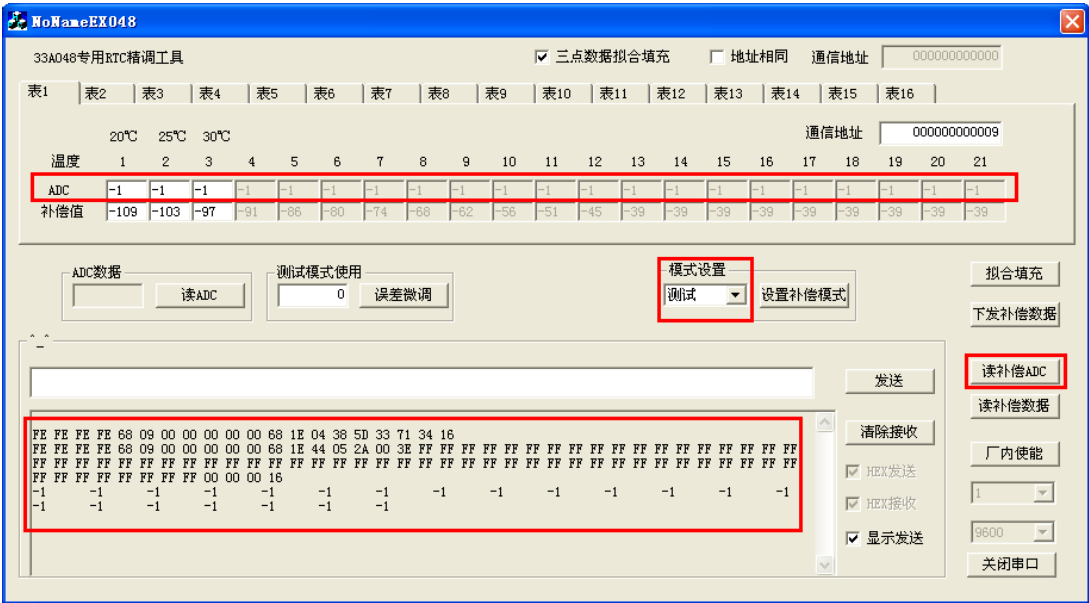 NoNameEX048
33A048专用RTC精调工具 三点数据拟合填充 地址相同 通信地址 000000000000
表1 表2 表3 表4 表5 表6 表7 表8 表9 表10 表11 表12 表13 表14 表15 表16
20℃ 25℃ 30℃ 通信地址 000000000009
温度 1 2 3 4 5 6 7 8 9 10 11 12 13 14 15 16 17 18 19 20 21
ADC -1 -1 -1 -1 -1 -1 -1 -1 -1 -1 -1 -1 -1 -1 -1 -1 -1 -1 -1 -1 -1
补偿值 -109 -103 -97 -91 -86 -80 -74 -68 -62 -56 -51 -45 -39 -39 -39 -39 -39 -39 -39 -39 -39
ADC数据 测试模式使用 模式设置 拟合填充
读ADC 0 误差微调 测试 设置补偿模式
下发补偿数据
^_^
读补偿ADC
发送
读补偿数据
清除接收
FE FE FE FE 68 09 00 00 00 00 00 68 1E 04 38 5D 33 71 34 16
FE FE FE FE 68 09 00 00 00 00 00 68 1E 44 05 2A 00 3E FF FF FF FF FF FF FF FF FF FF FF FF FF FF FF FF FF FF
FF FF FF FF FF FF FF FF FF FF FF FF FF FF FF FF FF FF FF FF FF FF FF FF FF FF FF FF FF FF FF FF FF FF FF FF
FF FF FF FF FF FF FF FF 00 00 00 16
-1 -1 -1 -1 -1 -1 -1 -1 -1 -1 -1 -1 -1 -1
-1 -1 -1 -1 -1 -1 -1
厂内使能
HEX发送
1
HEX接收
显示发送
9600
关闭串口